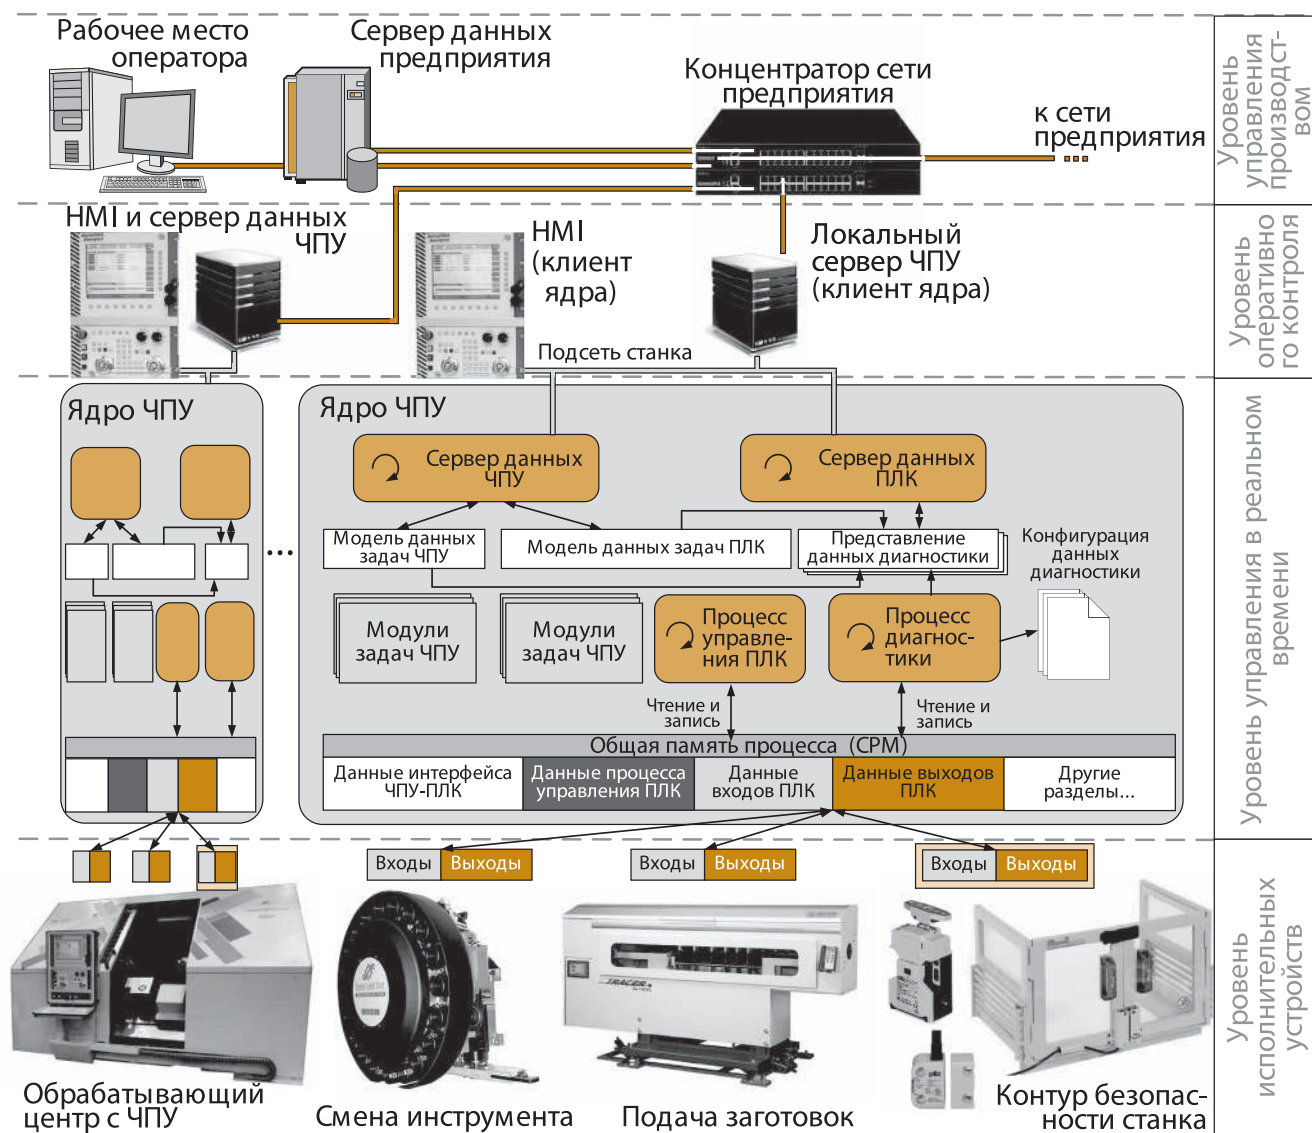 Рабочее место
оператора
Сервер данных
предприятия
Концентратор сети
предприятия
к сети
предприятия
Уровень
управления
производст-
вом
HMI и сервер данных
ЧПУ
HMI
(клиент
ядра)
Локальный
сервер ЧПУ
(клиент ядра)
Подсеть станка
Уровень
оперативно
го контроля
Ядро ЧПУ
...
Ядро ЧПУ
Сервер данных
ЧПУ
Сервер данных
ПЛК
Модель данных
задач ЧПУ
Модель данных задач ПЛК
Представление
данных диагностики
Конфигурация
данных
диагностики
Модули
задач ЧПУ
Модули
задач ЧПУ
Процесс
управле-
ния ПЛК
Процесс
диагнос-
тики
Чтение и
запись
Чтение и
запись
Общая память процесса (CPM)
Данные интерфейса
ЧПУ-ПЛК
Данные процесса
управления ПЛК
Данные
входов ПЛК
Данные выходов
ПЛК
Другие
разделы...
Уровень управления в реальном
времени
Входы Выходы
Входы Выходы
Входы Выходы
TRACER
Обрабатывающий
центр с ЧПУ
Смена инструмента
Подача заготовок
Контур безопас-
ности станка
Уровень
исполнительных
устройств